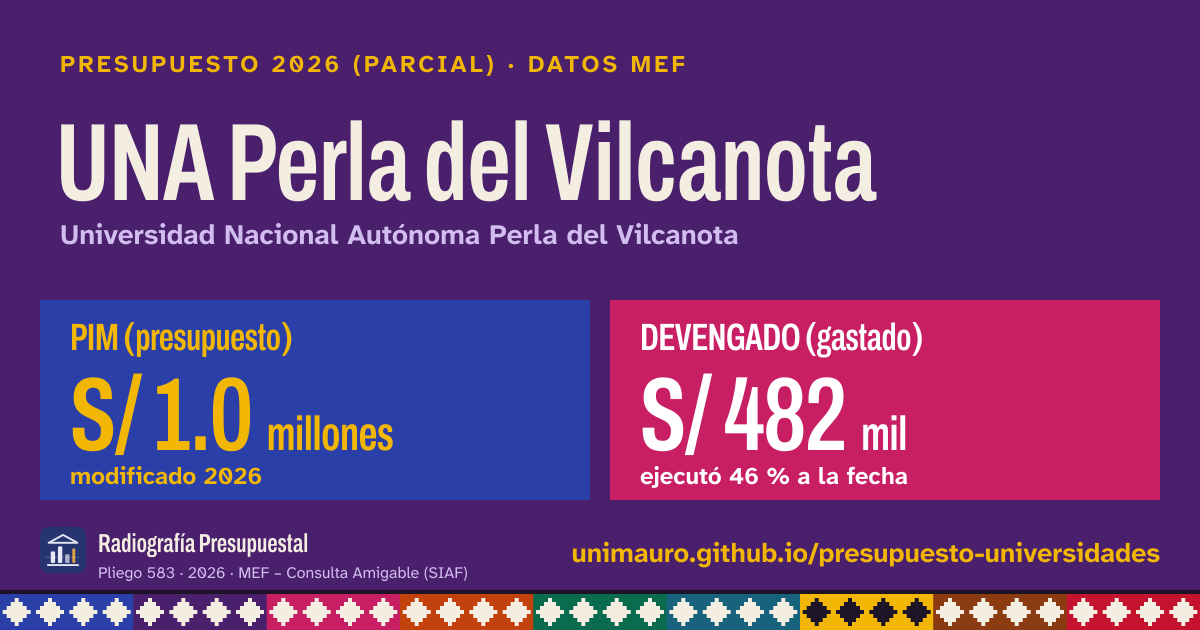 PRESUPUESTO 2026 (PARCIAL) · DATOS MEF
UNA Perla del Vilcanota
Universidad Nacional Autónoma Perla del Vilcanota
PIM (presupuesto)
S/ 1.0 millones
modificado 2026
DEVENGADO (gastado)
S/ 482 mil
ejecutó 46 % a la fecha
Radiografía Presupuestal
Pliego 583 · 2026 · MEF – Consulta Amigable (SIAF)
unimauro.github.io/presupuesto-universidades